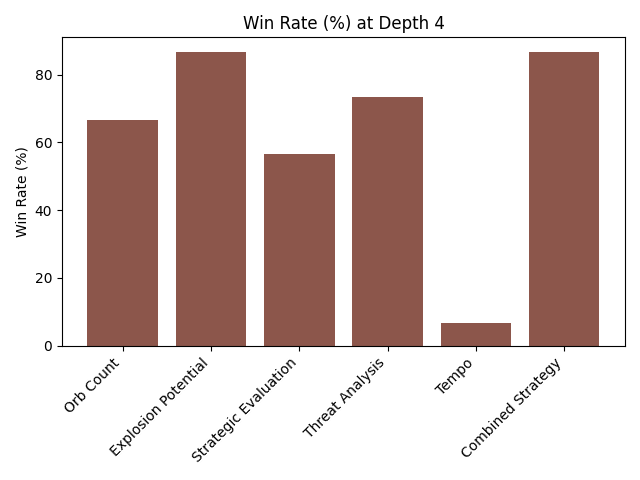 Win Rate (%) at Depth 4
Win Rate (%)
80
60
40
20
0
Orb Count
Explosion Potential
Strategic Evaluation
Threat Analysis
Tempo
Combined Strategy